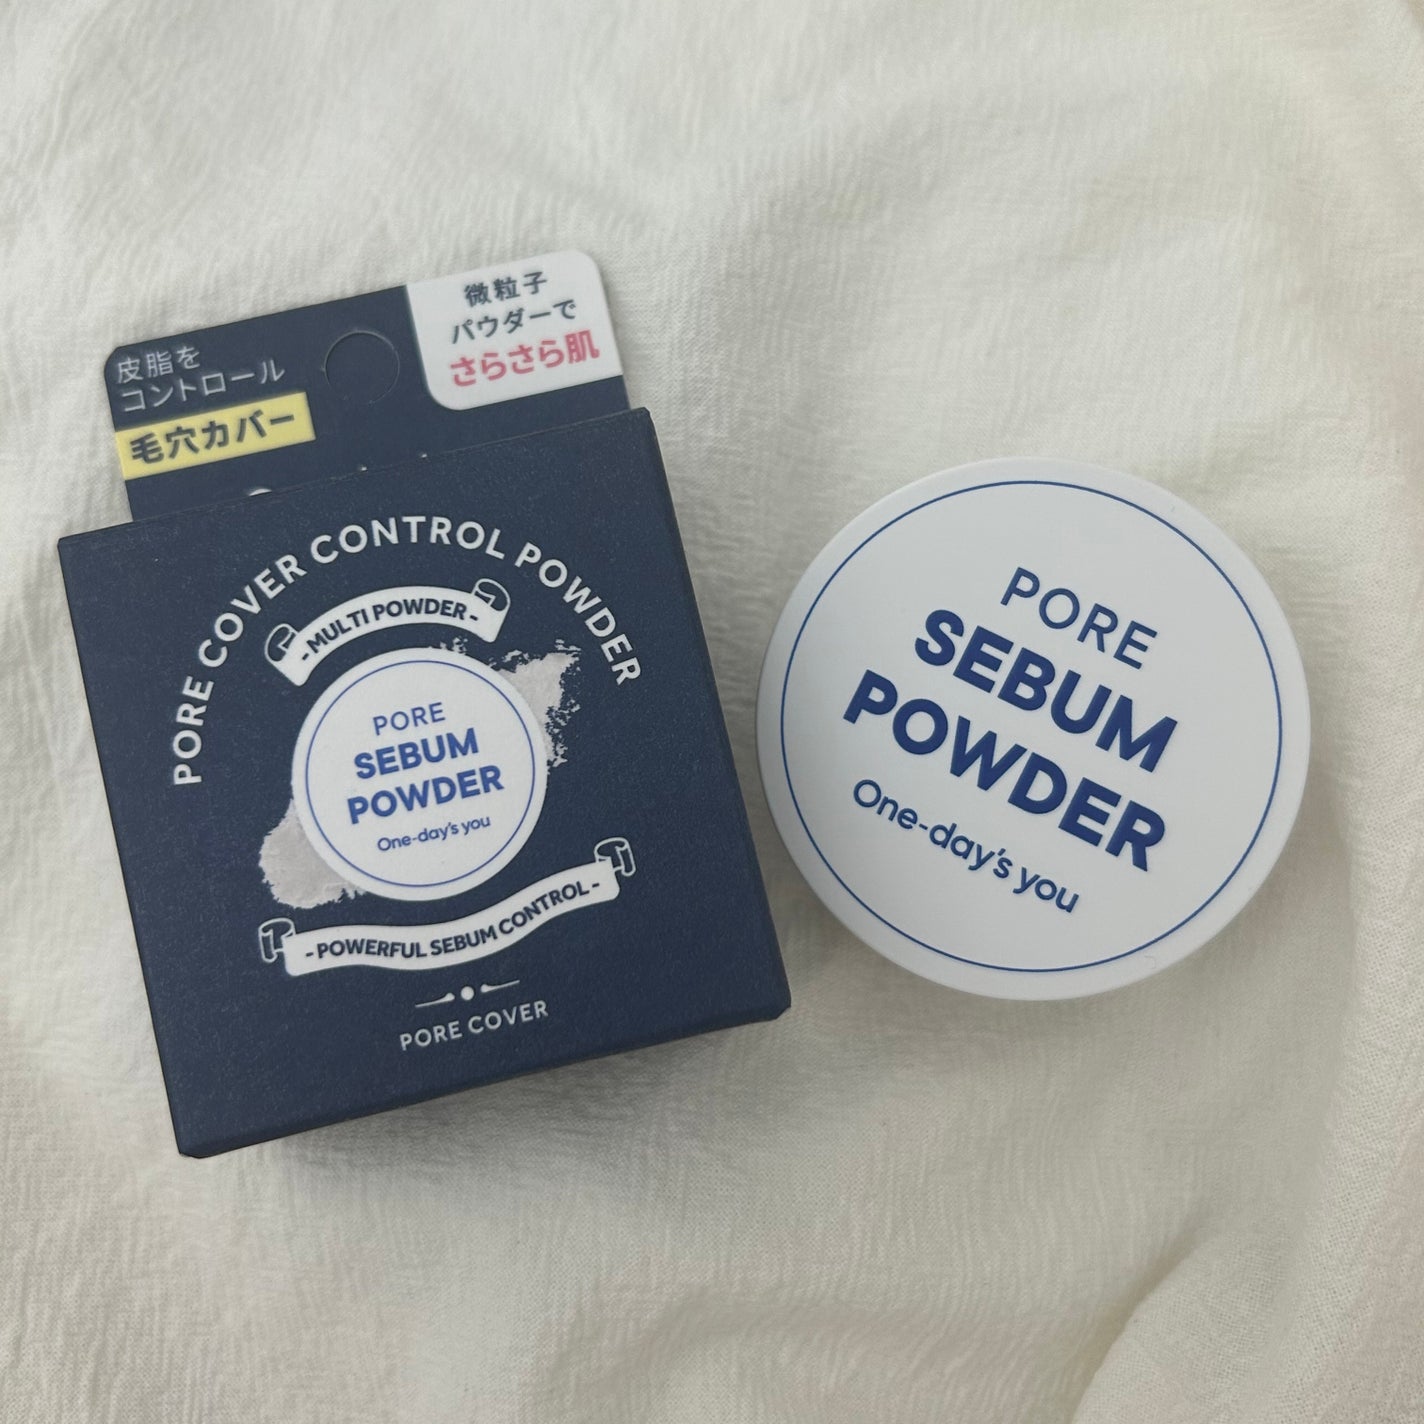 皮脂を
コントロール
毛穴カバー
微粒子
パウダーで
さらさら肌
PORE COVER CONTROL POWDER
- MULTI POWDER -
PORE
SEBUM
POWDER
One-day's you
- POWERFUL SEBUM CONTROL -
PORE COVER
PORE
SEBUM
POWDER
One-day's you